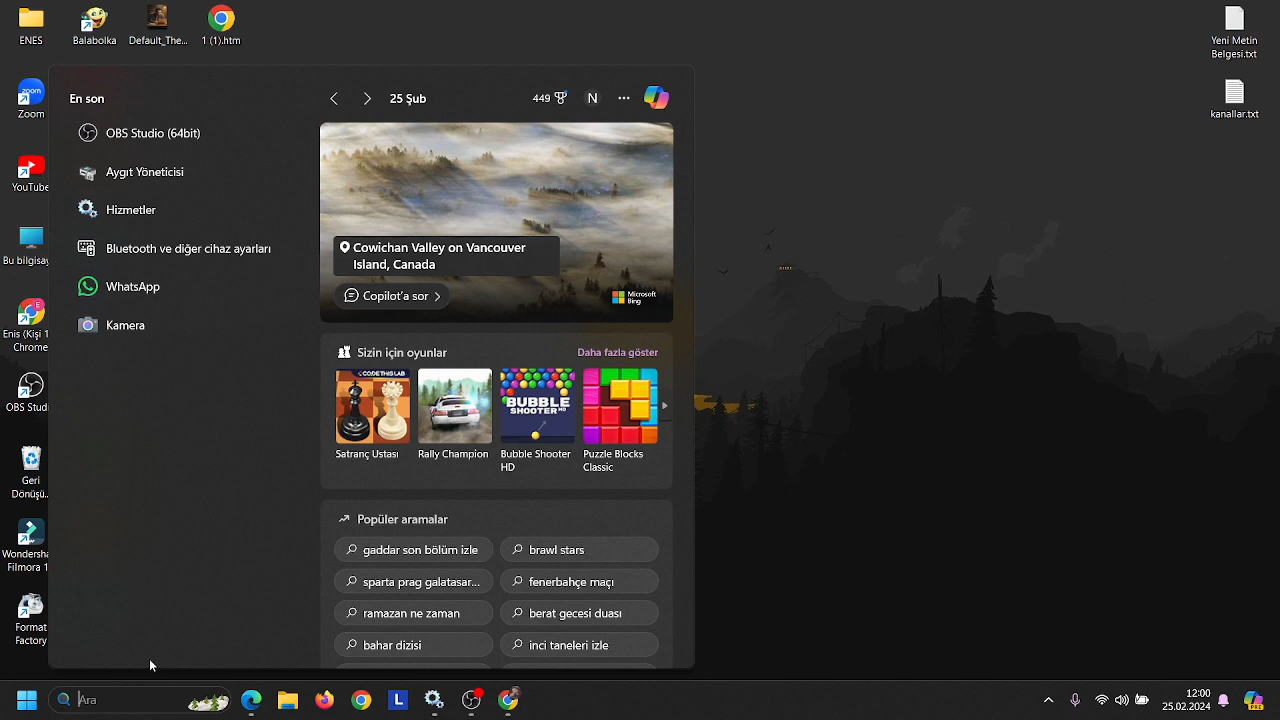 ENES
Balabolka
Default_The...
1 (1).htm
Yeni Metin
Belgesi.txt
kanallar.txt
zoom
Zoom
YouTube
Bu bilgisay
Enis (Kişi 1
Chrome
OBS Stud
Geri
Dönüşü...
Wondersha
Filmora 1
Format
Factory
En son
OBS Studio (64bit)
Aygıt Yöneticisi
Hizmetler
Bluetooth ve diğer cihaz ayarları
WhatsApp
Kamera
25 Şub
449
N
Cowichan Valley on Vancouver
Island, Canada
Copilot'a sor
Microsoft
Bing
Sizin için oyunlar
Daha fazla göster
CODETHISLAB
BUBBLE
SHOOTER HD
Satranç Ustası
Rally Champion
Bubble Shooter
HD
Puzzle Blocks
Classic
Popüler aramalar
gaddar son bölüm izle
brawl stars
sparta prag galatasar...
fenerbahçe maçı
ramazan ne zaman
berat gecesi duası
bahar dizisi
inci taneleri izle
Ara
L
12:00
25.02.2024
PRE